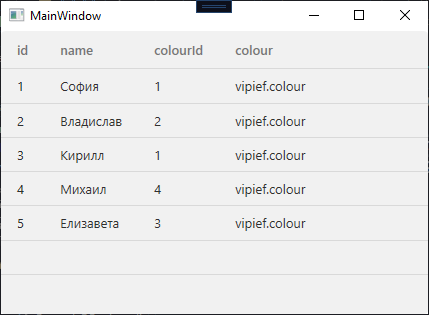 MainWindow
id name colourId colour
1 София 1 vipief.colour
2 Владислав 2 vipief.colour
3 Кирилл 1 vipief.colour
4 Михаил 4 vipief.colour
5 Елизавета 3 vipief.colour